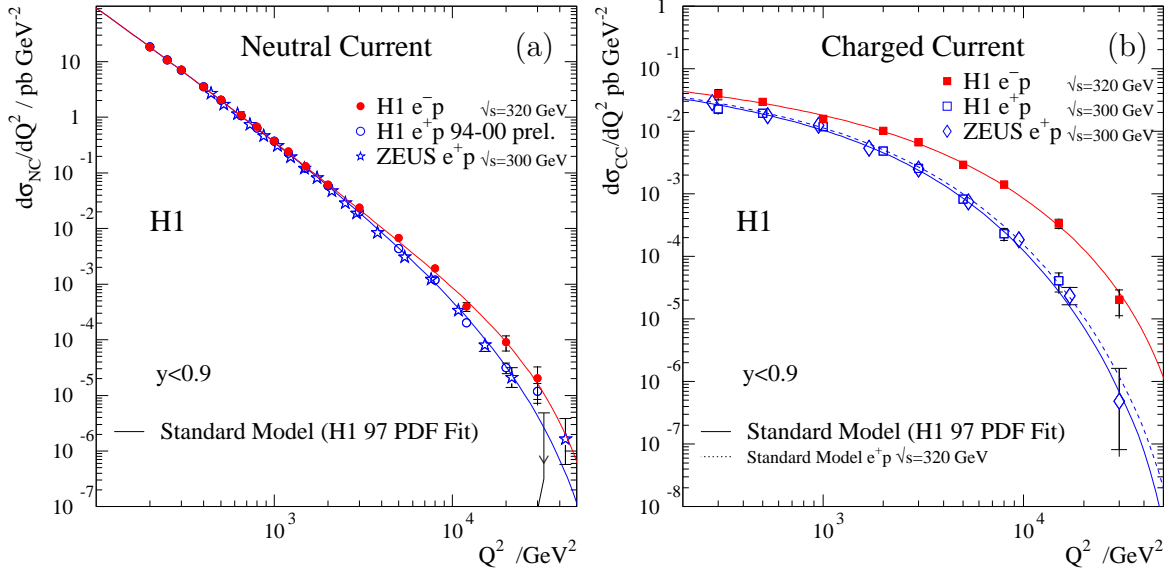 dσ_NC/dQ² / pb GeV⁻²
Neutral Current
(a)
H1 e⁻p √s=320 GeV
H1 e⁺p 94-00 prel.
ZEUS e⁺p √s=300 GeV
H1
y<0.9
Standard Model (H1 97 PDF Fit)
10
1
10⁻¹
10⁻²
10⁻³
10⁻⁴
10⁻⁵
10⁻⁶
10⁻⁷
10³
10⁴
Q² /GeV²
dσ_CC/dQ² pb GeV⁻²
Charged Current
(b)
H1 e⁻p √s=320 GeV
H1 e⁺p √s=300 GeV
ZEUS e⁺p √s=300 GeV
H1
y<0.9
Standard Model (H1 97 PDF Fit)
Standard Model e⁺p √s=320 GeV
1
10⁻¹
10⁻²
10⁻³
10⁻⁴
10⁻⁵
10⁻⁶
10⁻⁷
10⁻⁸
10³
10⁴
Q² /GeV²